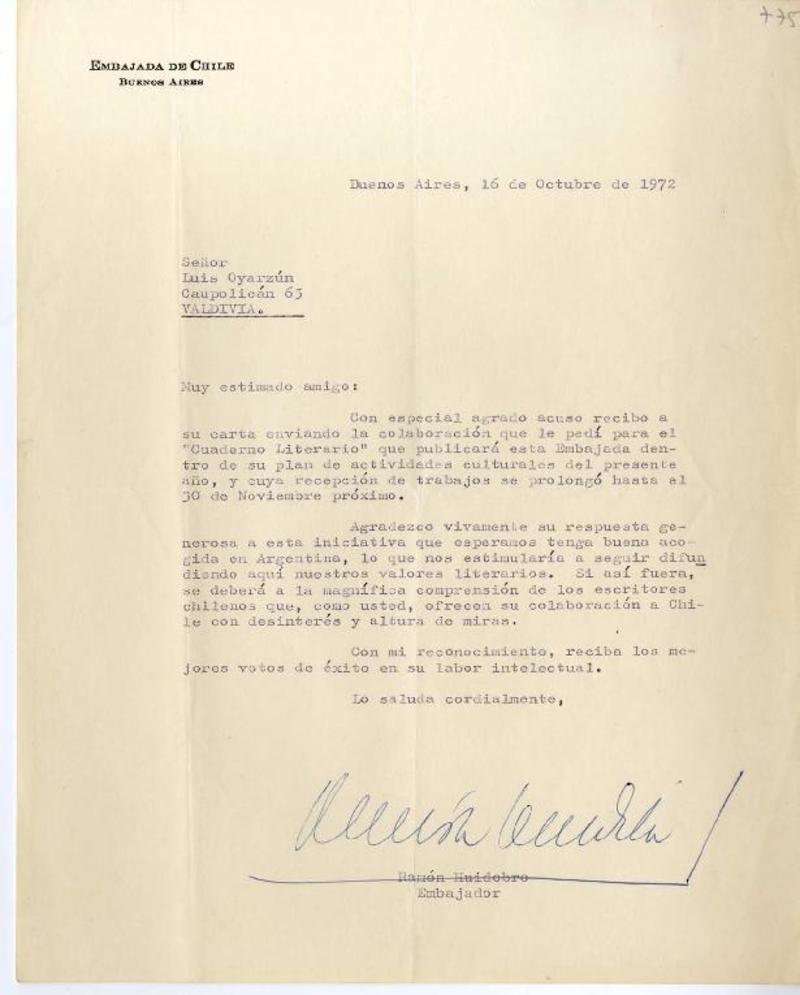 775
EMBAJADA DE CHILE
BUENOS AIRES
Buenos Aires, 16 de Octubre de 1972
Señor
Luis Oyarzún
Caupolicán 63
VALDIVIA.
Muy estimado amigo:
Con especial agrado acuso recibo a
su carta enviando la colaboración que le pedí para el
"Cuaderno Literario" que publicará esta Embajada den-
tro de su plan de actividades culturales del presente
año, y cuya recepción de trabajos se prolongó hasta el
30 de Noviembre próximo.
Agradezco vivamente su respuesta ge-
nerosa a esta iniciativa que esperamos tenga buena aco-
gida en Argentina, lo que nos estimularía a seguir difun
diendo aquí nuestros valores literarios. Si así fuera,
se deberá a la magnífica comprensión de los escritores
chilenos que, como usted, ofrecen su colaboración a Chi-
le con desinterés y altura de miras.
Con mi reconocimiento, reciba los me-
jores votos de éxito en su labor intelectual.
Lo saluda cordialmente,
Ramón Huidobro
Embajador